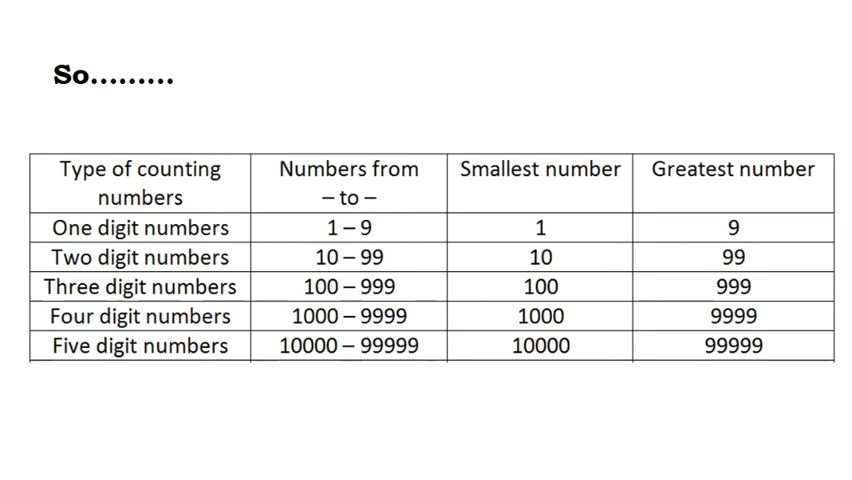 So.........
Type of counting numbers Numbers from – to – Smallest number Greatest number
One digit numbers 1 – 9 1 9
Two digit numbers 10 – 99 10 99
Three digit numbers 100 – 999 100 999
Four digit numbers 1000 – 9999 1000 9999
Five digit numbers 10000 – 99999 10000 99999